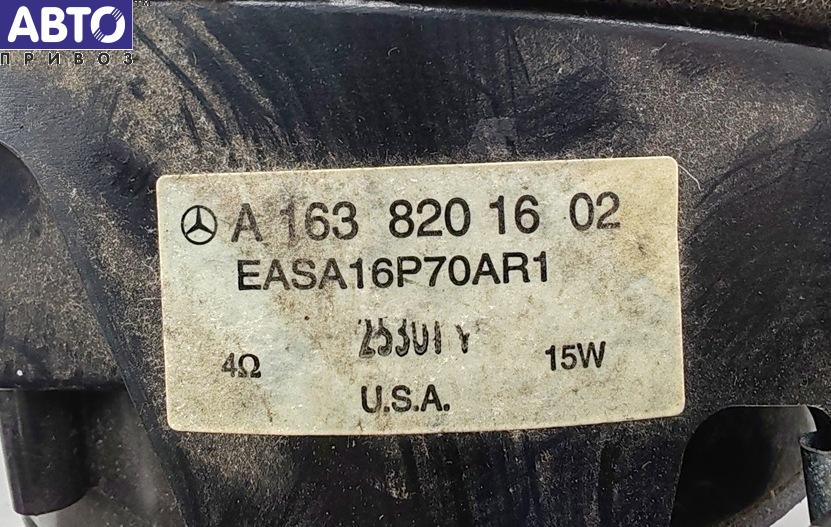 АВТО
ПРИВОЗ
A 163 820 16 02
EASA16P70AR1
4Ω
15W
U.S.A.